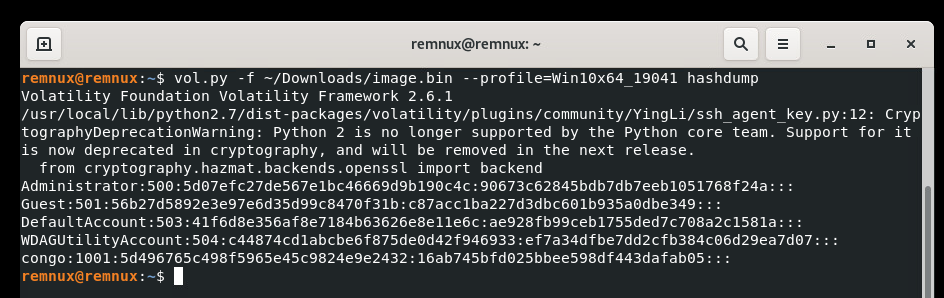 remnux@remnux: ~
remnux@remnux:~$ vol.py -f ~/Downloads/image.bin --profile=Win10x64_19041 hashdump
Volatility Foundation Volatility Framework 2.6.1
/usr/local/lib/python2.7/dist-packages/volatility/plugins/community/YingLi/ssh_agent_key.py:12: Cryp
tographyDeprecationWarning: Python 2 is no longer supported by the Python core team. Support for it
is now deprecated in cryptography, and will be removed in the next release.
  from cryptography.hazmat.backends.openssl import backend
Administrator:500:5d07efc27de567e1bc46669d9b190c4c:90673c62845bdb7db7eeb1051768f24a:::
Guest:501:56b27d5892e3e97e6d35d99c8470f31b:c87acc1ba227d3dbc601b935a0dbe349:::
DefaultAccount:503:41f6d8e356af8e7184b63626e8e11e6c:ae928fb99ceb1755ded7c708a2c1581a:::
WDAGUtilityAccount:504:c44874cd1abcbe6f875de0d42f946933:ef7a34dfbe7dd2cfb384c06d29ea7d07:::
congo:1001:5d496765c498f5965e45c9824e9e2432:16ab745bfd025bbee598df443dafab05:::
remnux@remnux:~$